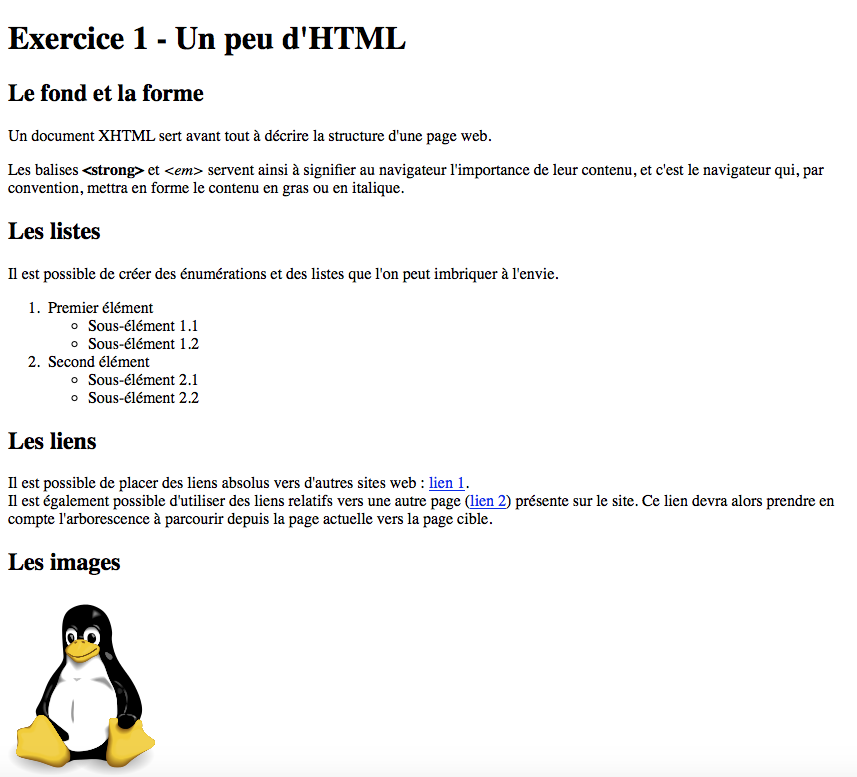 Exercice 1 - Un peu d'HTML
Le fond et la forme
Un document XHTML sert avant tout à décrire la structure d'une page web.
Les balises <strong> et <em> servent ainsi à signifier au navigateur l'importance de leur contenu, et c'est le navigateur qui, par
convention, mettra en forme le contenu en gras ou en italique.
Les listes
Il est possible de créer des énumérations et des listes que l'on peut imbriquer à l'envie.
1. Premier élément
◦ Sous-élément 1.1
◦ Sous-élément 1.2
2. Second élément
◦ Sous-élément 2.1
◦ Sous-élément 2.2
Les liens
Il est possible de placer des liens absolus vers d'autres sites web : lien 1.
Il est également possible d'utiliser des liens relatifs vers une autre page (lien 2) présente sur le site. Ce lien devra alors prendre en
compte l'arborescence à parcourir depuis la page actuelle vers la page cible.
Les images